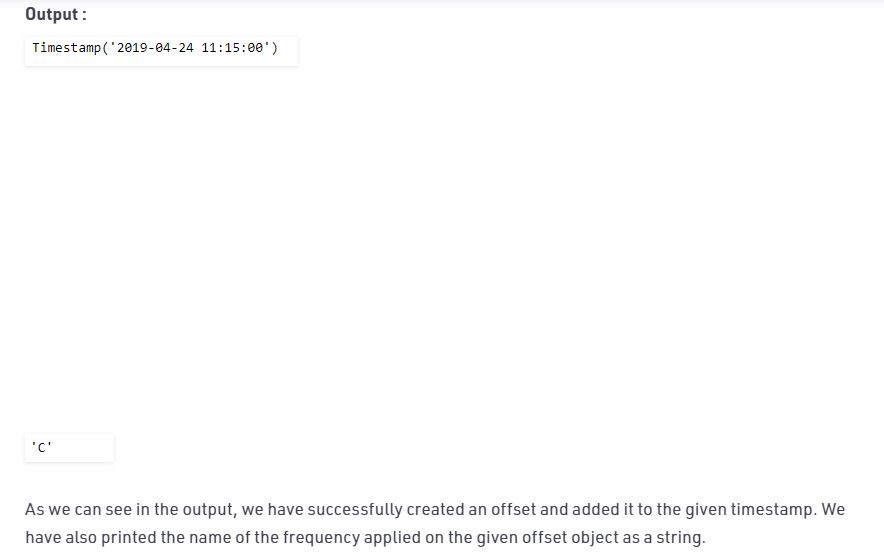 Output :
Timestamp('2019-04-24 11:15:00')
'C'
As we can see in the output, we have successfully created an offset and added it to the given timestamp. We
have also printed the name of the frequency applied on the given offset object as a string.